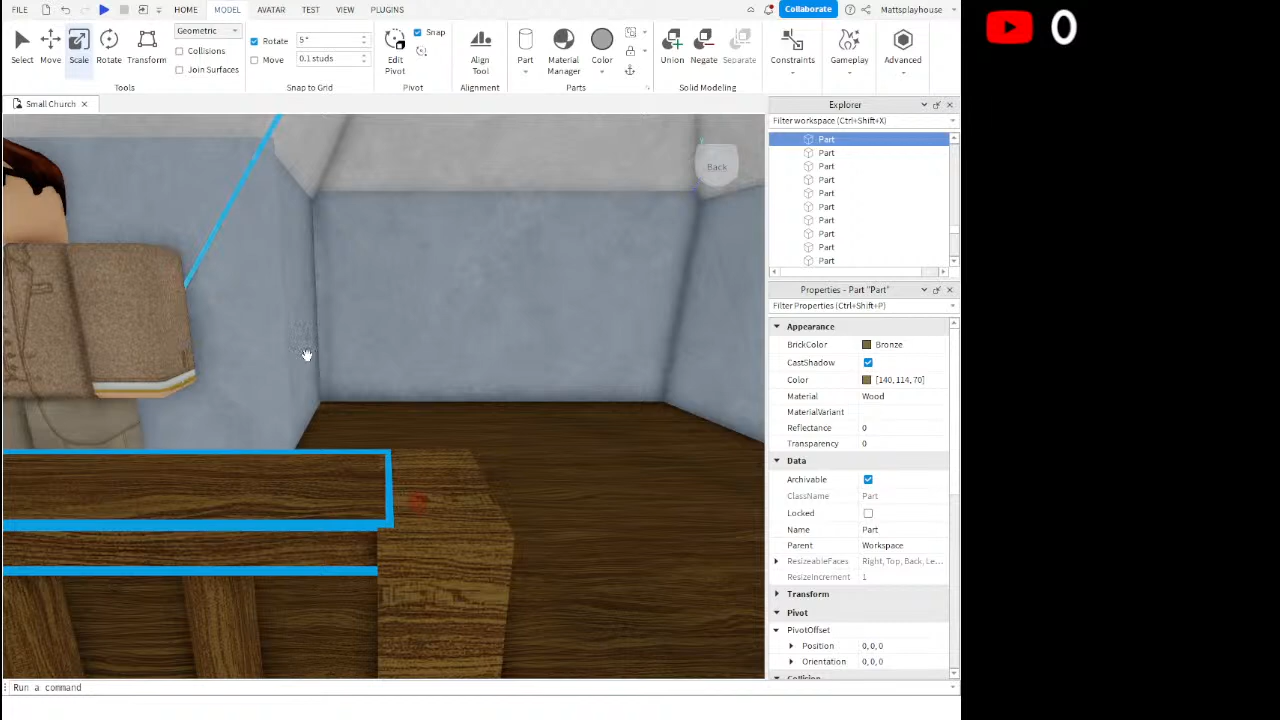 FILE HOME MODEL AVATAR TEST VIEW PLUGINS Collaborate Mattsplayhouse
Select Move Scale Rotate Transform
Geometric
Collisions
Join Surfaces
Tools
Rotate 5°
Move 0.1 studs
Snap to Grid
Edit Pivot
Snap
Pivot
Align Tool
Alignment
Part Material Manager Color
Parts
Union Negate Separate
Solid Modeling
Constraints Gameplay Advanced
0
Small Church
Back
Explorer
Filter workspace (Ctrl+Shift+X)
Part
Part
Part
Part
Part
Part
Part
Part
Part
Part
Properties - Part "Part"
Filter Properties (Ctrl+Shift+P)
Appearance
BrickColor Bronze
CastShadow
Color [140, 114, 70]
Material Wood
MaterialVariant
Reflectance 0
Transparency 0
Data
Archivable
ClassName Part
Locked
Name Part
Parent Workspace
ResizeableFaces Right, Top, Back, Le...
ResizeIncrement 1
Transform
Pivot
PivotOffset
Position 0, 0, 0
Orientation 0, 0, 0
Collision
Run a command